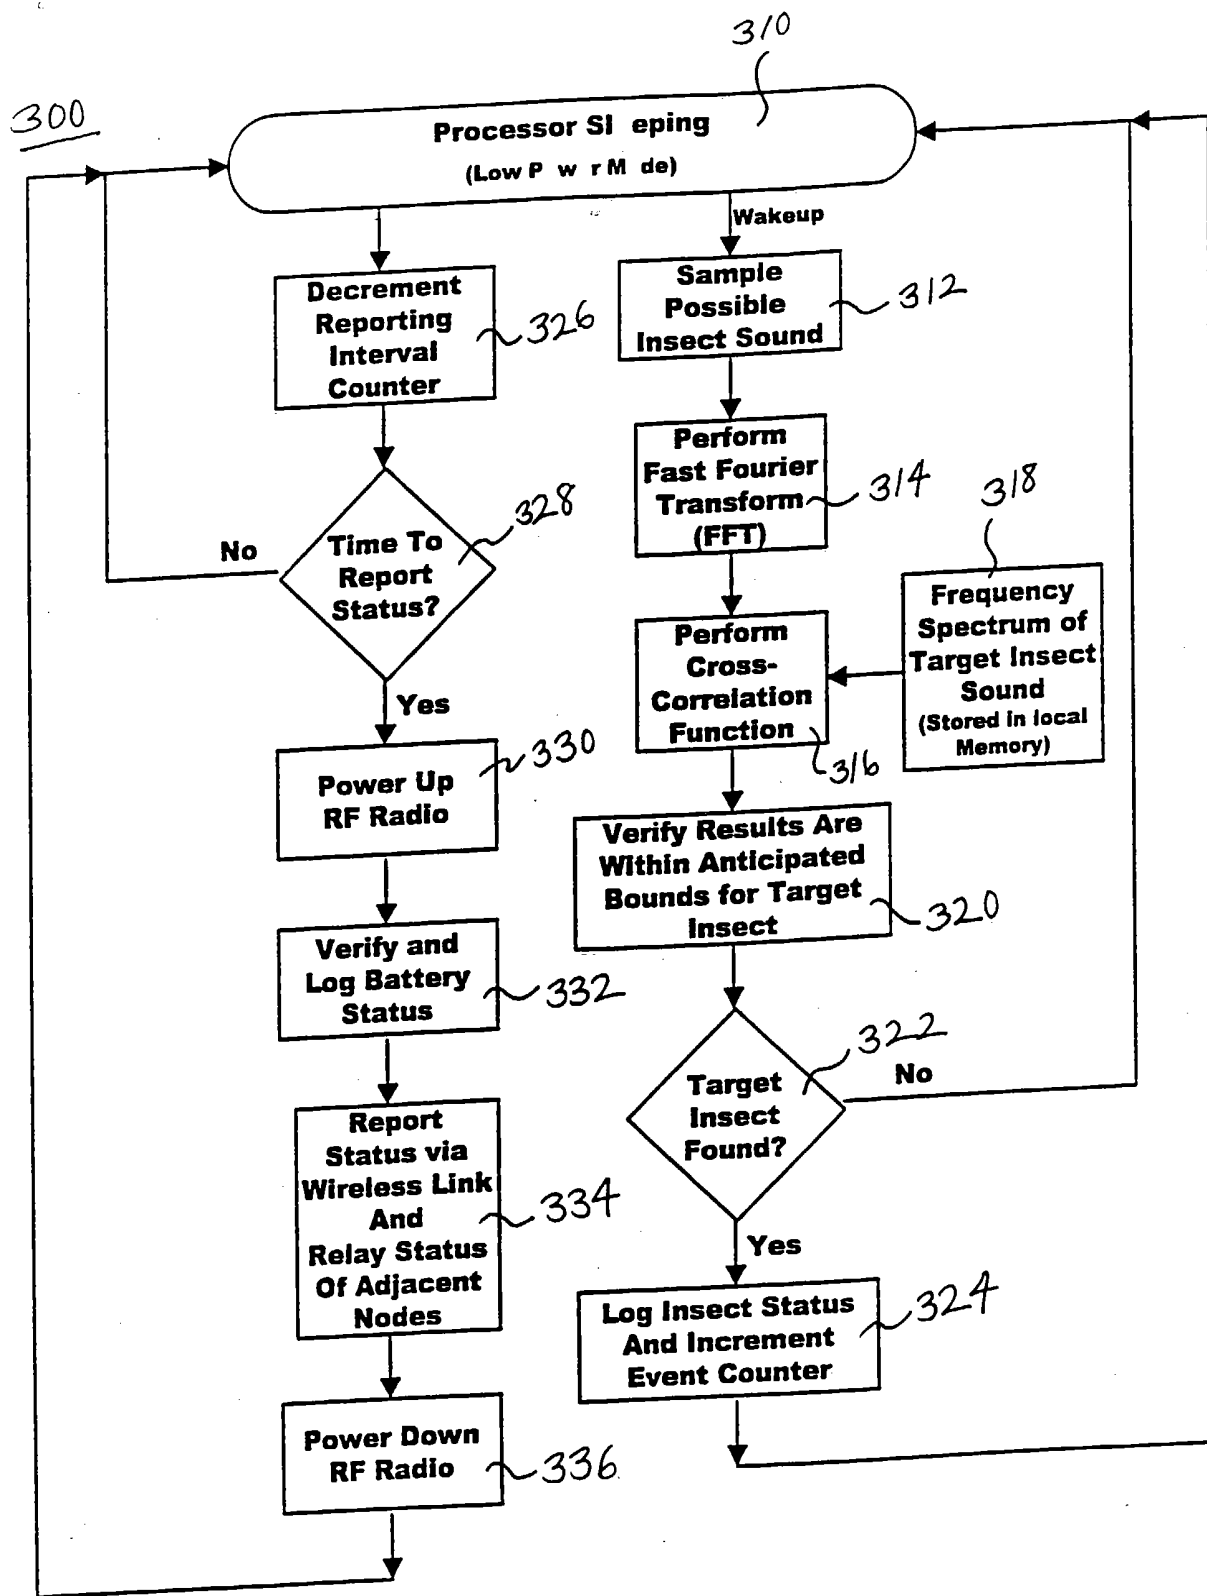 310
300
Processor Sl eping
(Low P w r M de)
Wakeup
Decrement
Reporting
Interval
Counter
326
Sample
Possible
Insect Sound
312
Perform
Fast Fourier
Transform
(FFT)
314
318
Time To
Report
Status?
328
No
Yes
Perform
Cross-
Correlation
Function
316
Frequency
Spectrum of
Target Insect
Sound
(Stored in local
Memory)
Power Up
RF Radio
330
Verify Results Are
Within Anticipated
Bounds for Target
Insect
320
Verify and
Log Battery
Status
332
Target
Insect
Found?
322
No
Yes
Report
Status via
Wireless Link
And
Relay Status
Of Adjacent
Nodes
334
Log Insect Status
And Increment
Event Counter
324
Power Down
RF Radio
336